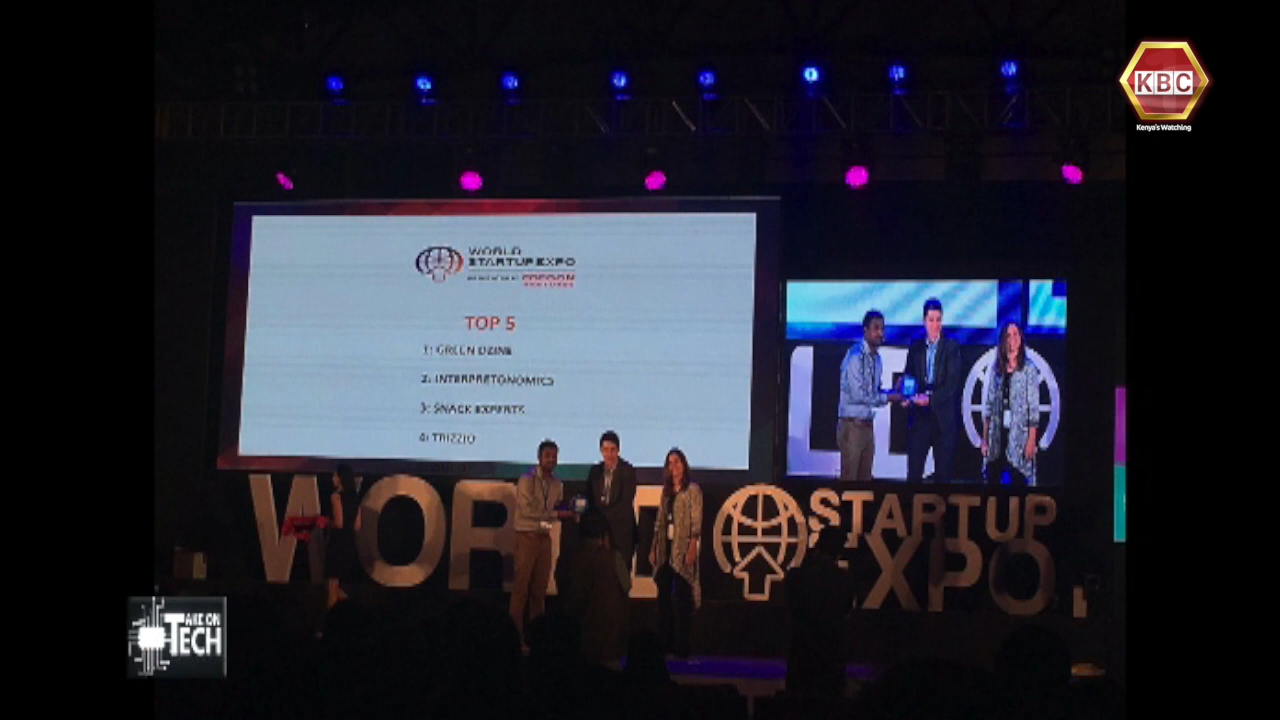 KBC
Kenya's Watching
WORLD
STARTUP EXPO
TOP 5
1: GREEN OZINE
2: INTERPRETONOMICS
3: SNACK EXPERTS
4: TRIZZIO
WORLD STARTUP
EXPO
TAKE ON
TECH